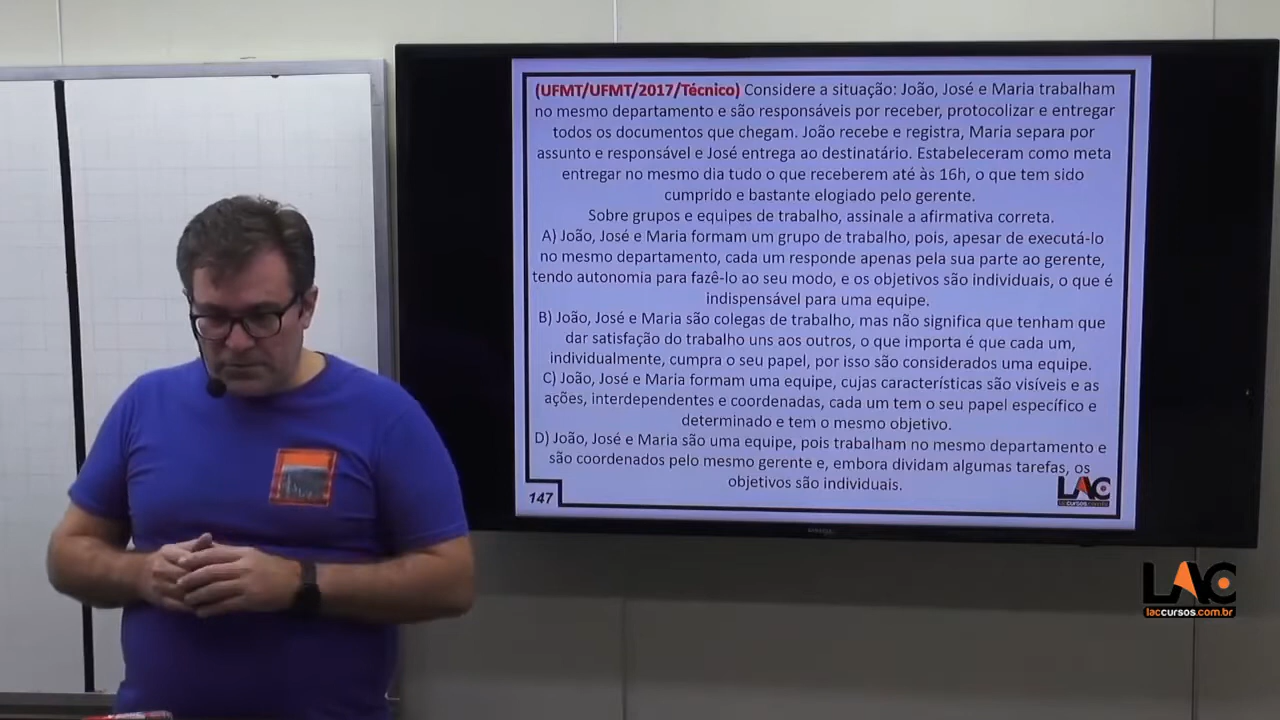 (UFMT/UFMT/2017/Técnico) Considere a situação: João, José e Maria trabalham
no mesmo departamento e são responsáveis por receber, protocolizar e entregar
todos os documentos que chegam. João recebe e registra, Maria separa por
assunto e responsável e José entrega ao destinatário. Estabeleceram como meta
entregar no mesmo dia tudo o que receberem até às 16h, o que tem sido
cumprido e bastante elogiado pelo gerente.
Sobre grupos e equipes de trabalho, assinale a afirmativa correta.
A) João, José e Maria formam um grupo de trabalho, pois, apesar de executá-lo
no mesmo departamento, cada um responde apenas pela sua parte ao gerente,
tendo autonomia para fazê-lo ao seu modo, e os objetivos são individuais, o que é
indispensável para uma equipe.
B) João, José e Maria são colegas de trabalho, mas não significa que tenham que
dar satisfação do trabalho uns aos outros, o que importa é que cada um,
individualmente, cumpra o seu papel, por isso são considerados uma equipe.
C) João, José e Maria formam uma equipe, cujas características são visíveis e as
ações, interdependentes e coordenadas, cada um tem o seu papel específico e
determinado e tem o mesmo objetivo.
D) João, José e Maria são uma equipe, pois trabalham no mesmo departamento e
são coordenados pelo mesmo gerente e, embora dividam algumas tarefas, os
objetivos são individuais.
147
LAC
laccursos.com.br
LAC
laccursos.com.br